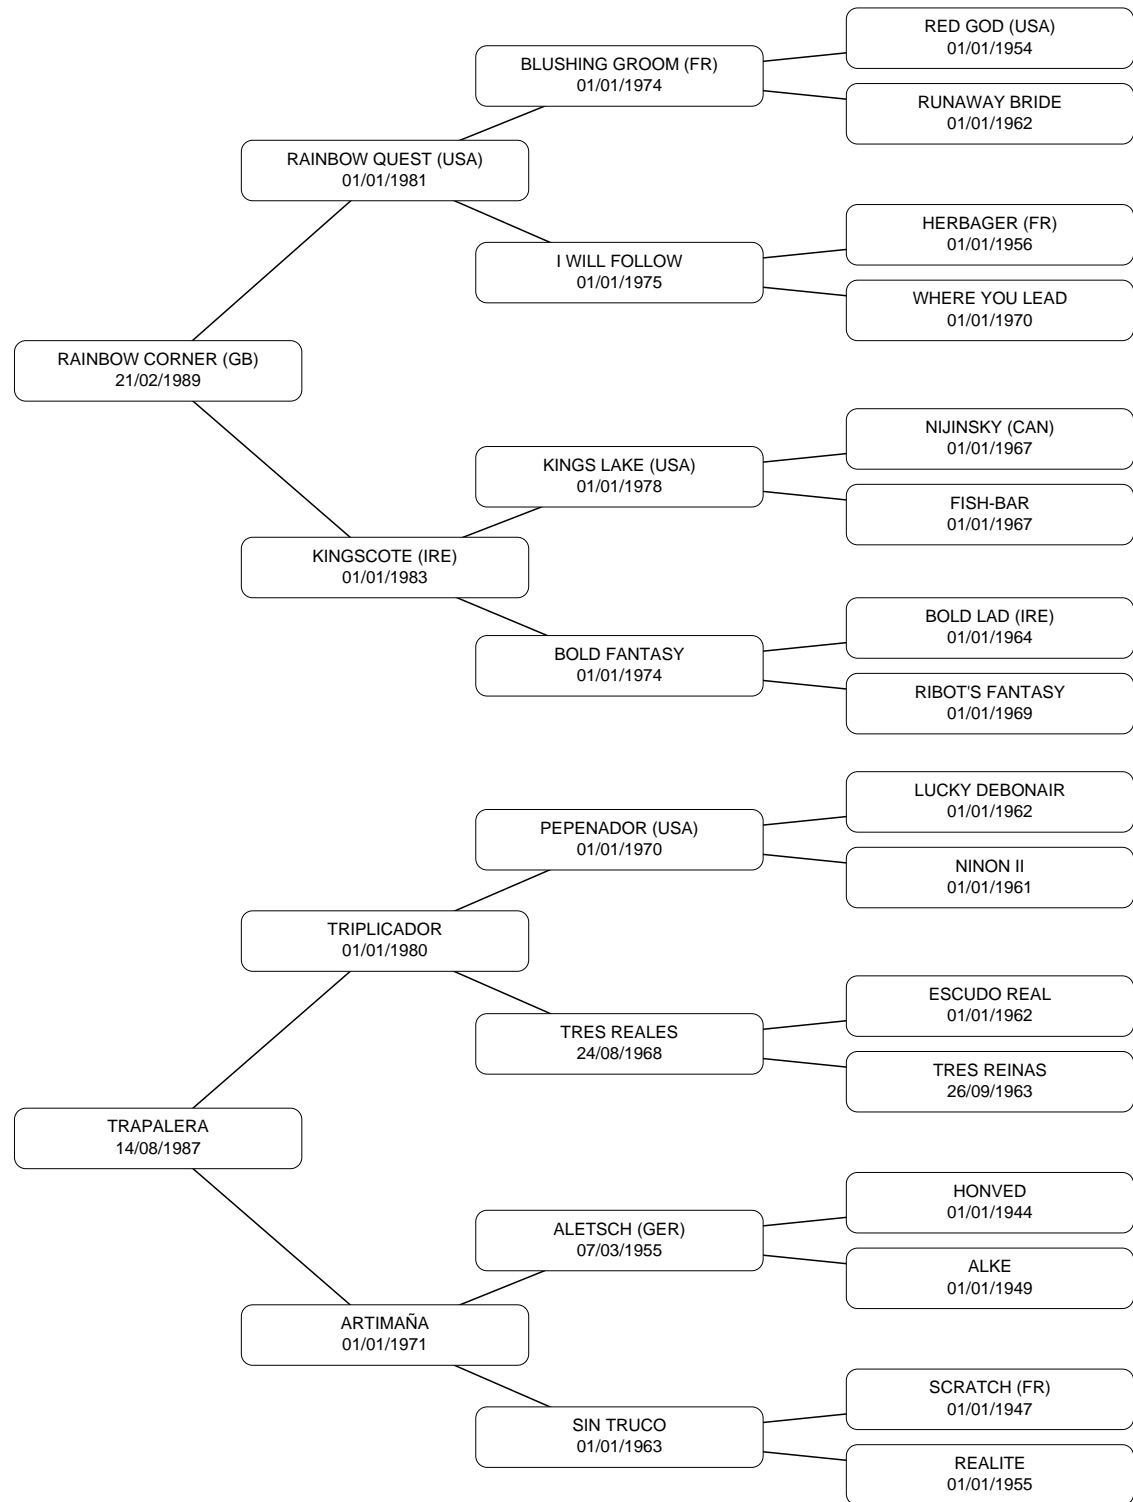 RED GOD (USA)
01/01/1954
BLUSHING GROOM (FR)
01/01/1974
RUNAWAY BRIDE
01/01/1962
RAINBOW QUEST (USA)
01/01/1981
HERBAGER (FR)
01/01/1956
I WILL FOLLOW
01/01/1975
WHERE YOU LEAD
01/01/1970
RAINBOW CORNER (GB)
21/02/1989
NIJINSKY (CAN)
01/01/1967
KINGS LAKE (USA)
01/01/1978
FISH-BAR
01/01/1967
KINGSCOTE (IRE)
01/01/1983
BOLD LAD (IRE)
01/01/1964
BOLD FANTASY
01/01/1974
RIBOT'S FANTASY
01/01/1969
LUCKY DEBONAIR
01/01/1962
PEPENADOR (USA)
01/01/1970
NINON II
01/01/1961
TRIPLICADOR
01/01/1980
ESCUDO REAL
01/01/1962
TRES REALES
24/08/1968
TRES REINAS
26/09/1963
TRAPALERA
14/08/1987
HONVED
01/01/1944
ALETSCH (GER)
07/03/1955
ALKE
01/01/1949
ARTIMAÑA
01/01/1971
SCRATCH (FR)
01/01/1947
SIN TRUCO
01/01/1963
REALITE
01/01/1955